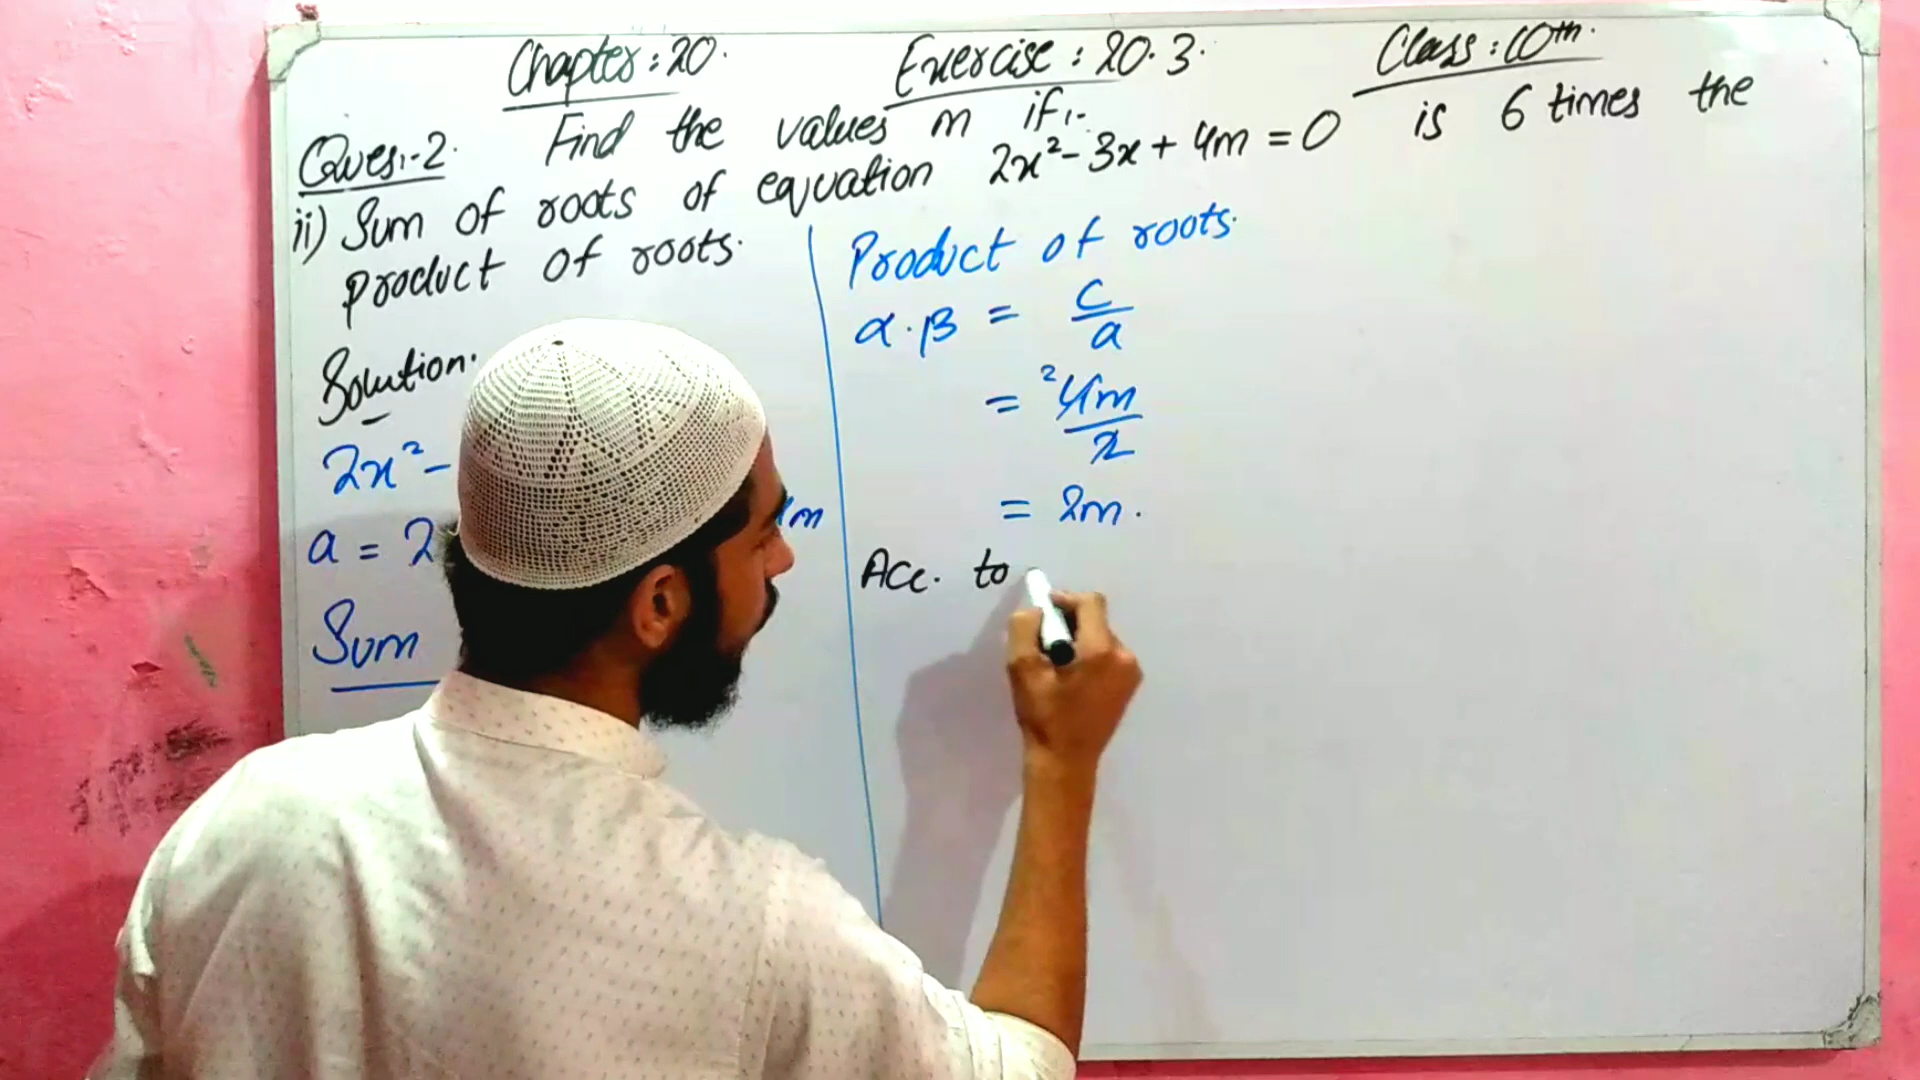 Chapter: 20. Exercise: 20.3. Class: 10th.
Ques:-2. Find the values m if:-
ii) Sum of roots of equation 2x² - 3x + 4m = 0 is 6 times the
product of roots.
Solution.
2x² -
a = 2 m
Sum
Product of roots.
α.β = c/a
= ²4m/2
= 2m.
Acc. to